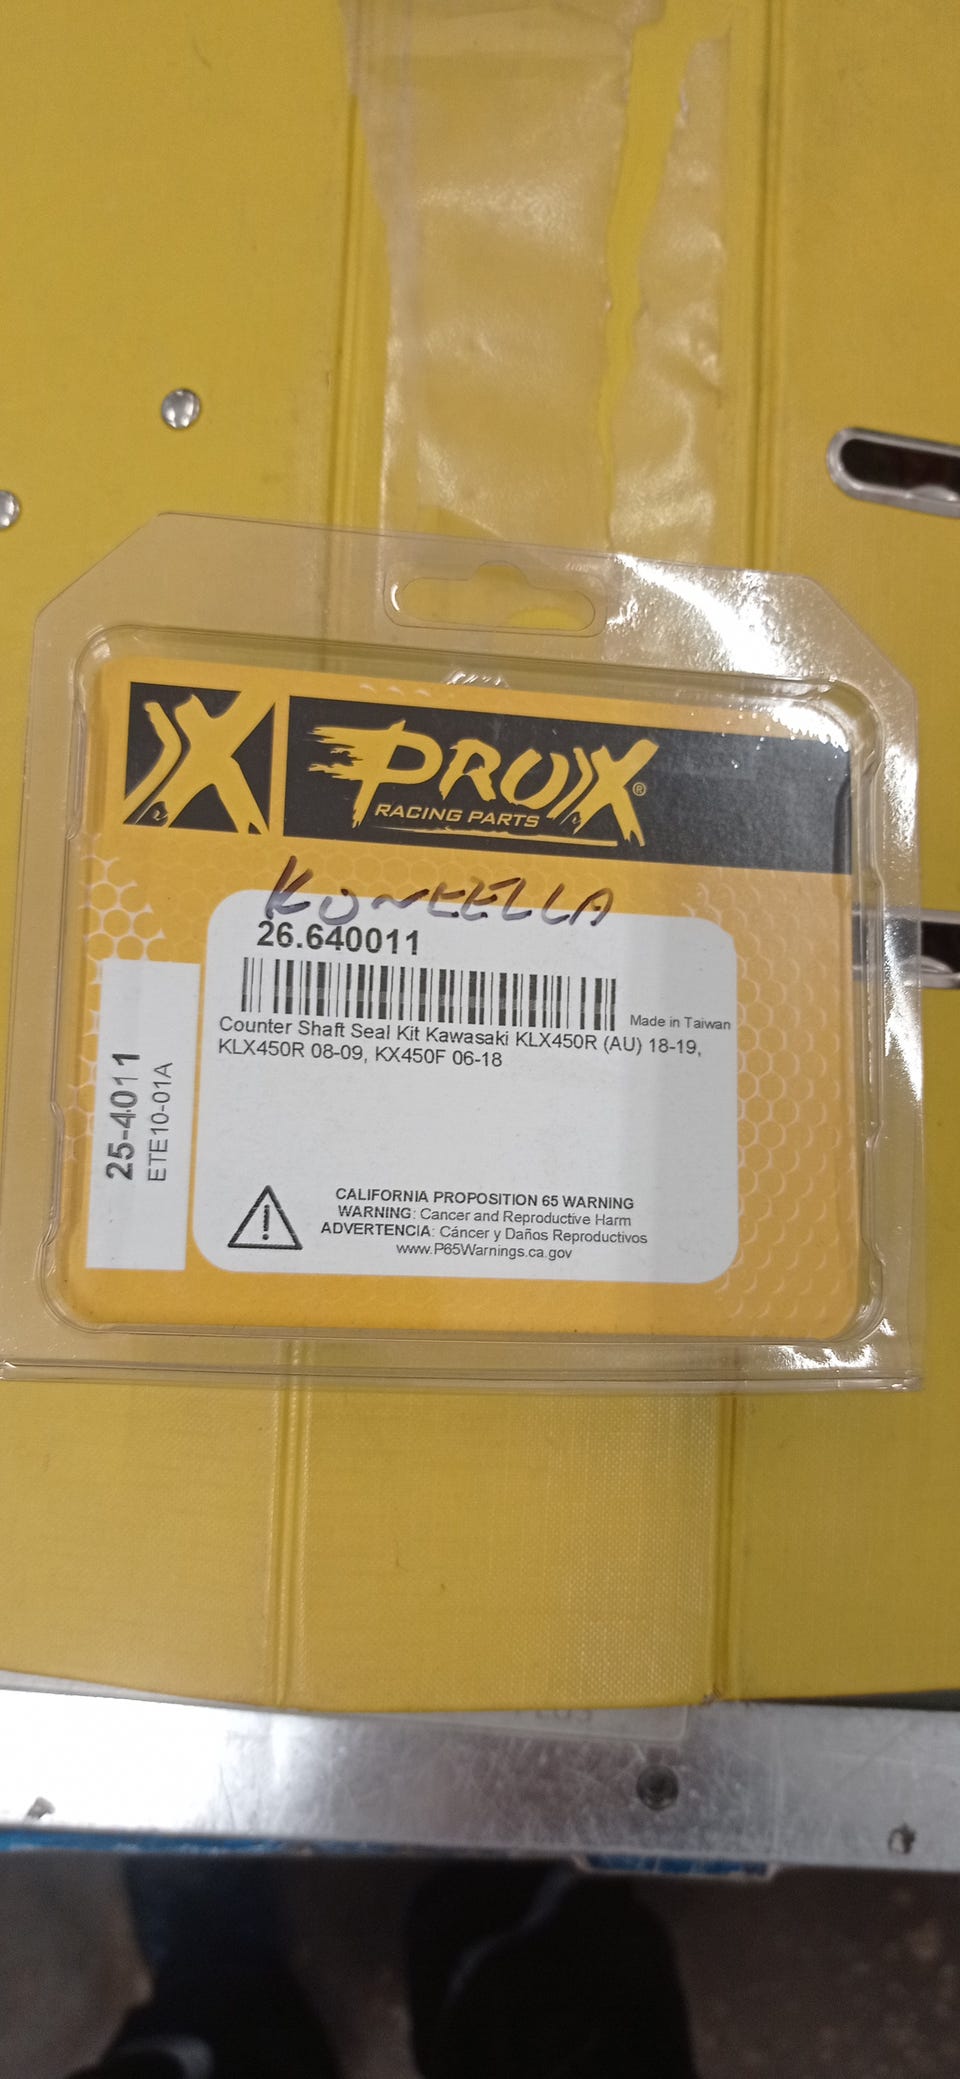 PROX®
RACING PARTS
KONEELLA
26.640011
Made in Taiwan
Counter Shaft Seal Kit Kawasaki KLX450R (AU) 18-19,
KLX450R 08-09, KX450F 06-18
25-4011
ETE10-01A
CALIFORNIA PROPOSITION 65 WARNING
WARNING: Cancer and Reproductive Harm
ADVERTENCIA: Cáncer y Daños Reproductivos
www.P65Warnings.ca.gov